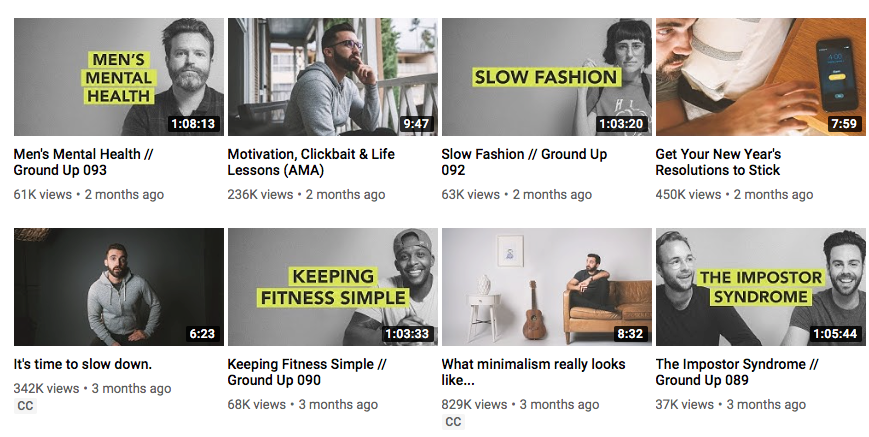 MEN'S
MENTAL
HEALTH
1:08:13
Men's Mental Health //
Ground Up 093
61K views • 2 months ago
9:47
Motivation, Clickbait & Life
Lessons (AMA)
236K views • 2 months ago
SLOW FASHION
1:03:20
Slow Fashion // Ground Up
092
63K views • 2 months ago
4:00
7:59
Get Your New Year's
Resolutions to Stick
450K views • 2 months ago
6:23
It's time to slow down.
342K views • 3 months ago
CC
KEEPING
FITNESS SIMPLE
1:03:33
Keeping Fitness Simple //
Ground Up 090
68K views • 3 months ago
8:32
What minimalism really looks
like...
829K views • 3 months ago
CC
THE IMPOSTOR
SYNDROME
1:05:44
The Impostor Syndrome //
Ground Up 089
37K views • 3 months ago